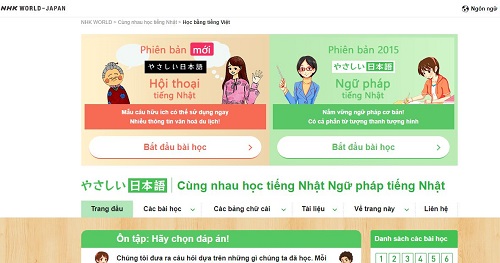 NHK WORLD-JAPAN
Ngôn ngữ
NHK WORLD > Cùng nhau học tiếng Nhật > Học bằng tiếng Việt
Phiên bản mới
やさしい日本語
Hội thoại
tiếng Nhật
Mẫu câu hữu ích có thể sử dụng ngay
Nhiều thông tin văn hoá du lịch!
Bắt đầu bài học
Phiên bản 2015
やさしい日本語
Ngữ pháp
tiếng Nhật
Nắm vững ngữ pháp cơ bản!
Có cả phần từ tượng thanh tượng hình
Bắt đầu bài học
やさしい日本語 Cùng nhau học tiếng Nhật Ngữ pháp tiếng Nhật
Trang đầu
Các bài học
Các bảng chữ cái
Tài liệu
Về trang này
Liên hệ
Ôn tập: Hãy chọn đáp án!
Chúng tôi đưa ra câu hỏi dựa trên những gì chúng ta đã học. Mỗi
Danh sách các bài học
1 2 3 4 5 6